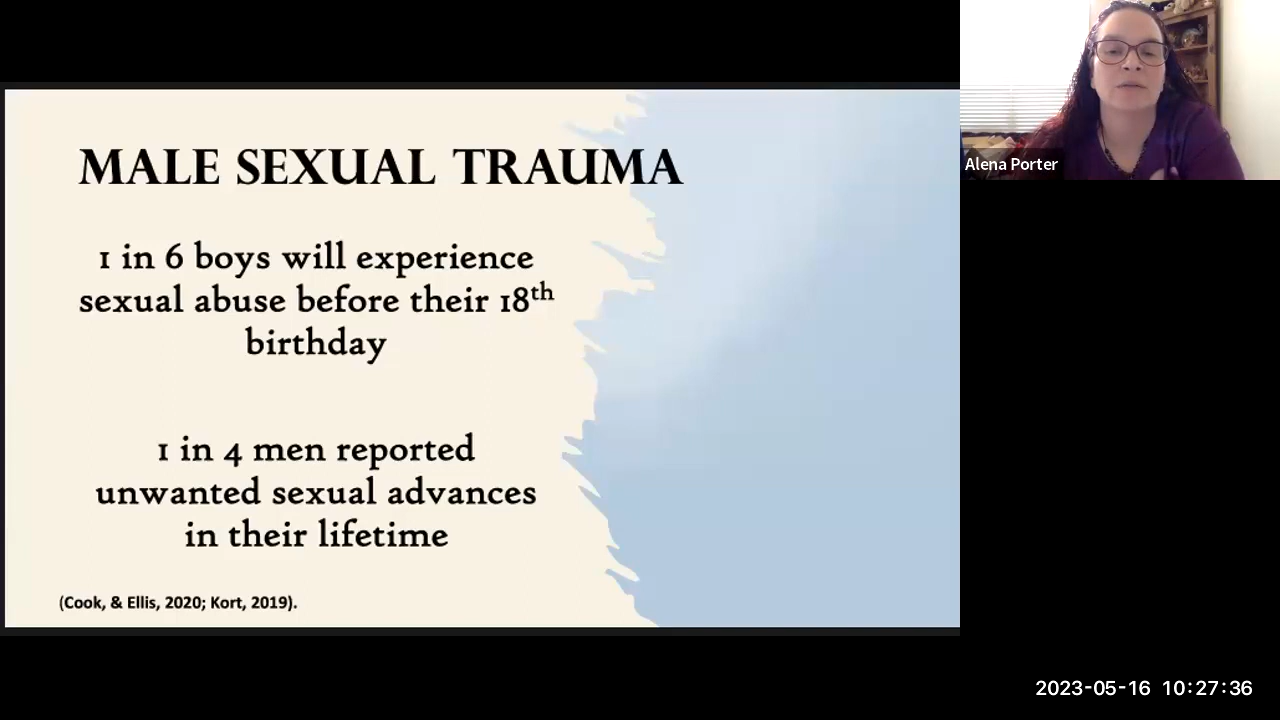 MALE SEXUAL TRAUMA
1 in 6 boys will experience
sexual abuse before their 18th
birthday
1 in 4 men reported
unwanted sexual advances
in their lifetime
(Cook, & Ellis, 2020; Kort, 2019).
Alena Porter
2023-05-16 10:27:36